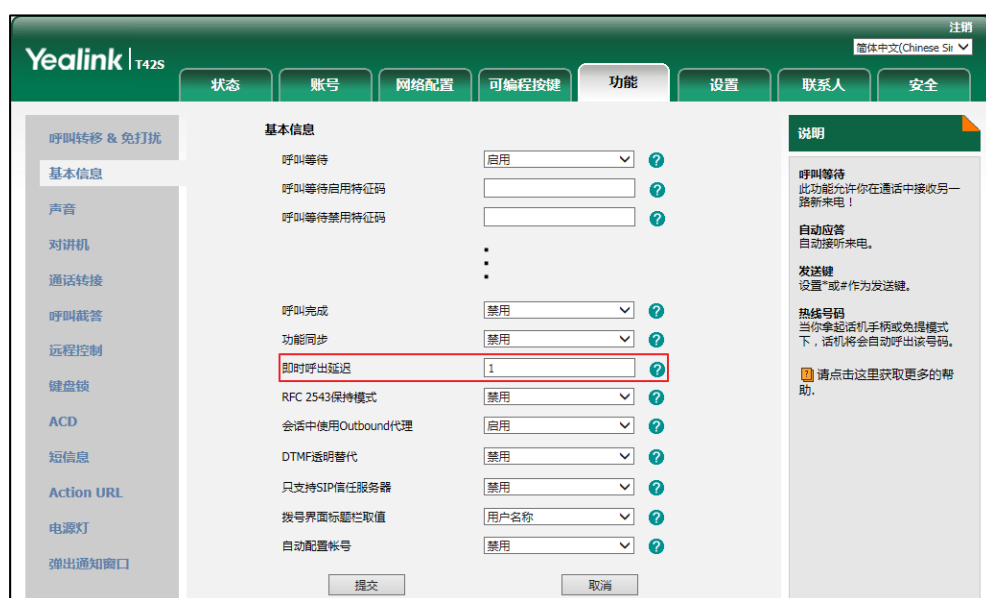 注销
Yealink T42S
简体中文(Chinese Sir
状态 账号 网络配置 可编程按键 功能 设置 联系人 安全
呼叫转移 & 免打扰
基本信息
声音
对讲机
通话转接
呼叫截答
远程控制
键盘锁
ACD
短信息
Action URL
电源灯
弹出通知窗口
基本信息
呼叫等待 启用
呼叫等待启用特征码
呼叫等待禁用特征码
呼叫完成 禁用
功能同步 禁用
即时呼出延迟 1
RFC 2543保持模式 禁用
会话中使用Outbound代理 启用
DTMF透明替代 禁用
只支持SIP信任服务器 禁用
拨号界面标题栏取值 用户名称
自动配置帐号 禁用
提交 取消
说明
呼叫等待
此功能允许你在通话中接收另一
路新来电！
自动应答
自动接听来电。
发送键
设置*或#作为发送键。
热线号码
当你拿起话机手柄或免提模式
下，话机将会自动呼出该号码。
请点击这里获取更多的帮
助.